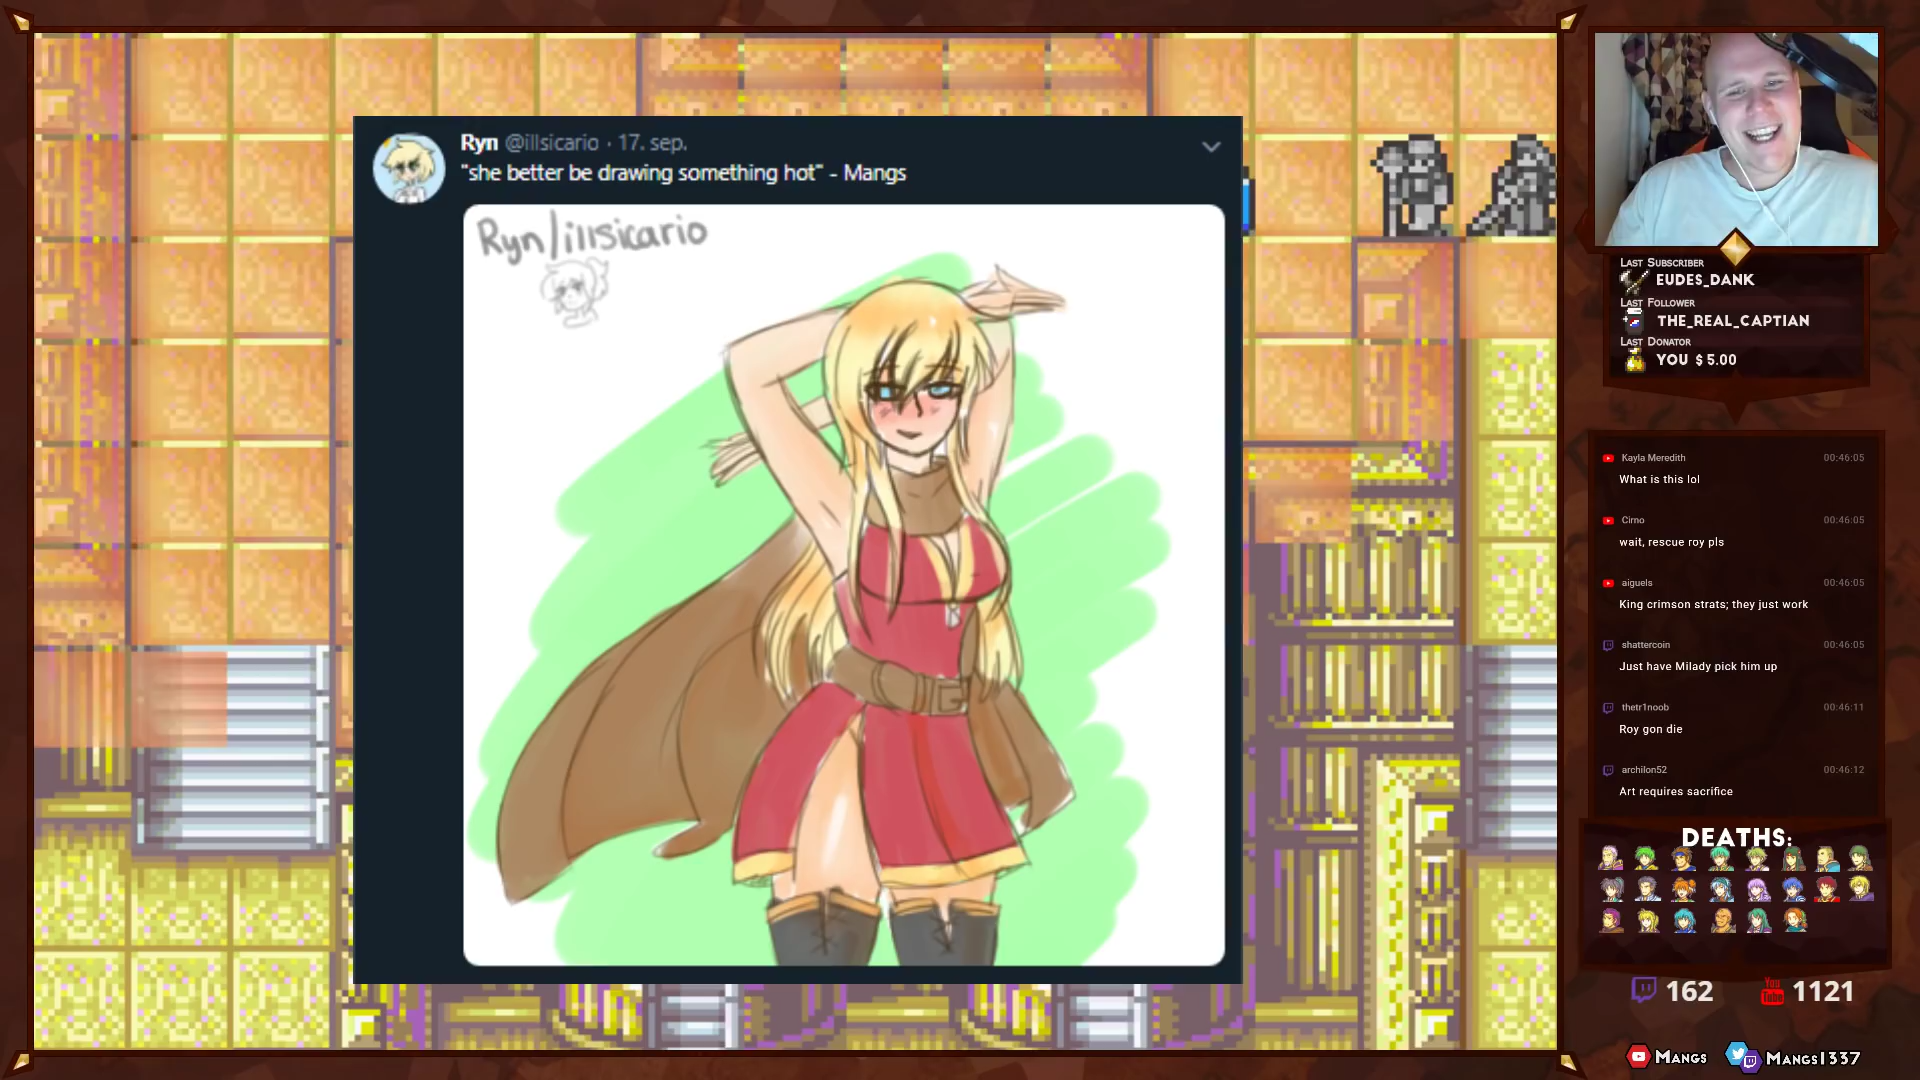 Ryn @illsicario · 17. sep.
"she better be drawing something hot" - Mangs
Ryn/illsicario
Last Subscriber
EUDES_DANK
Last Follower
THE_REAL_CAPTIAN
Last Donator
YOU $5.00
Kayla Meredith 00:46:05
What is this lol
Cirno 00:46:05
wait, rescue roy pls
aiguels 00:46:05
King crimson strats; they just work
shattercoin 00:46:05
Just have Milady pick him up
thetr1noob 00:46:11
Roy gon die
archilon52 00:46:12
Art requires sacrifice
DEATHS:
162 You Tube 1121
Mangs Mangs1337